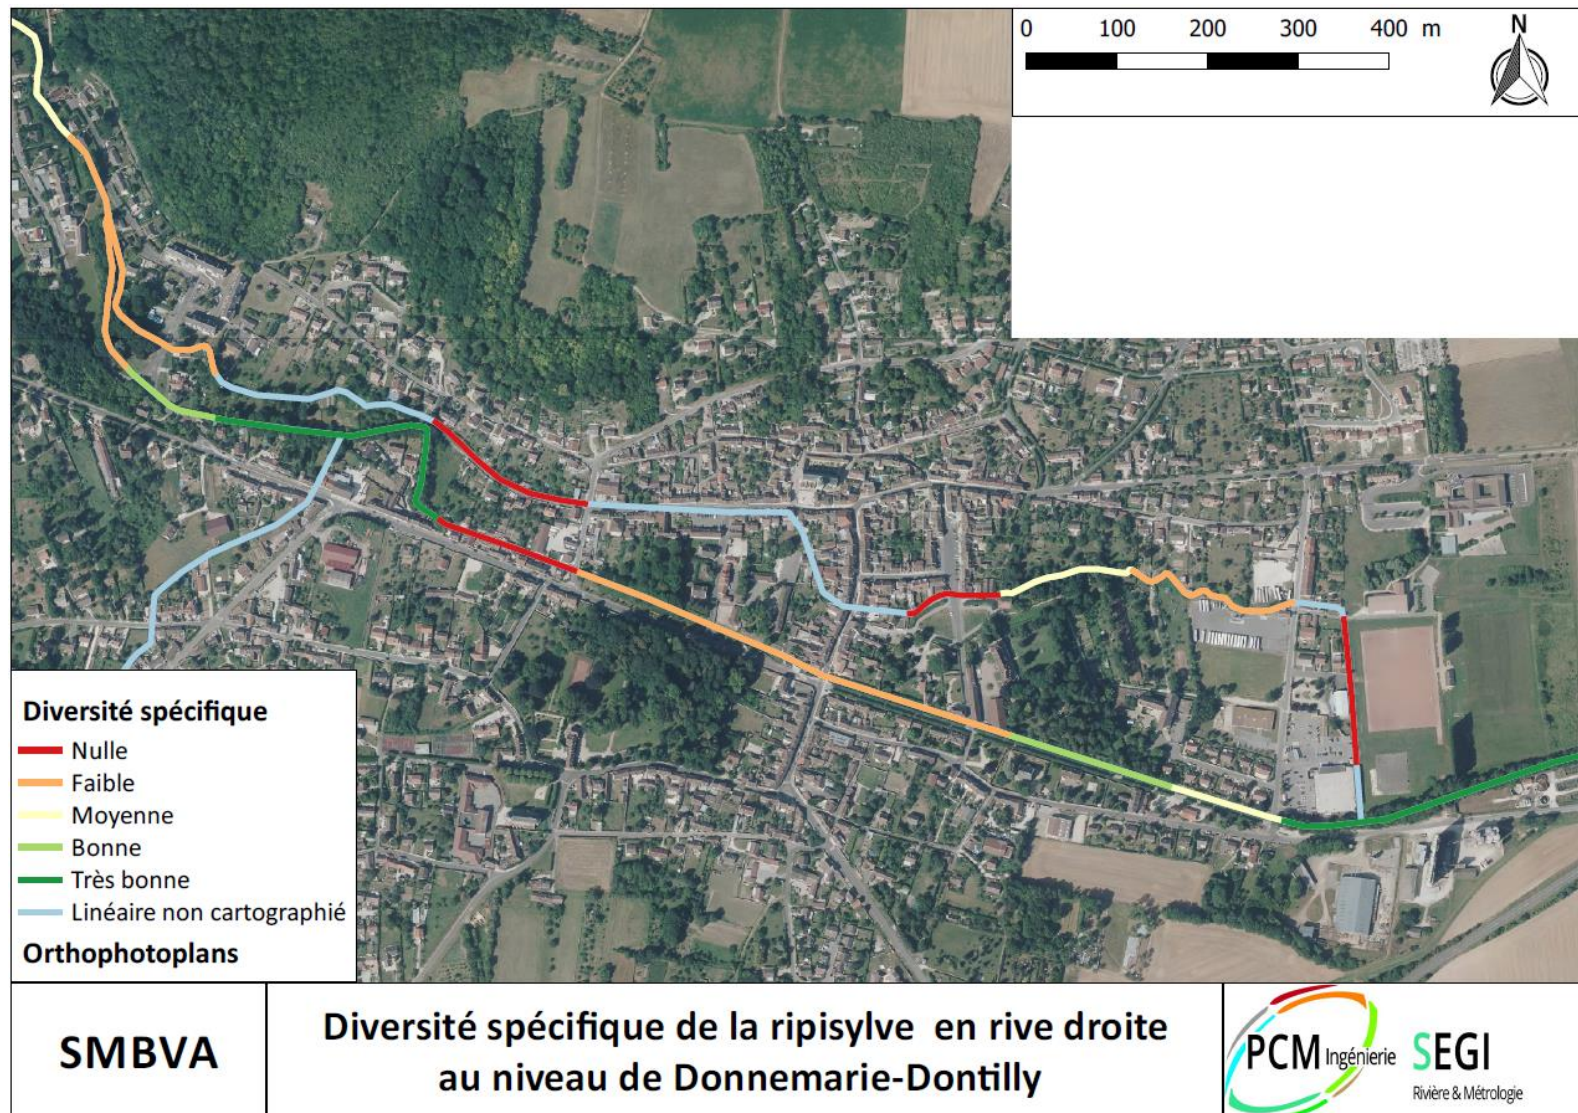 0 100 200 300 400 m
N
Diversité spécifique
Nulle
Faible
Moyenne
Bonne
Très bonne
Linéaire non cartographié
Orthophotoplans
SMBVA
Diversité spécifique de la ripisylve en rive droite
au niveau de Donnemarie-Dontilly
PCM Ingénierie
SEGI
Rivière & Métrologie